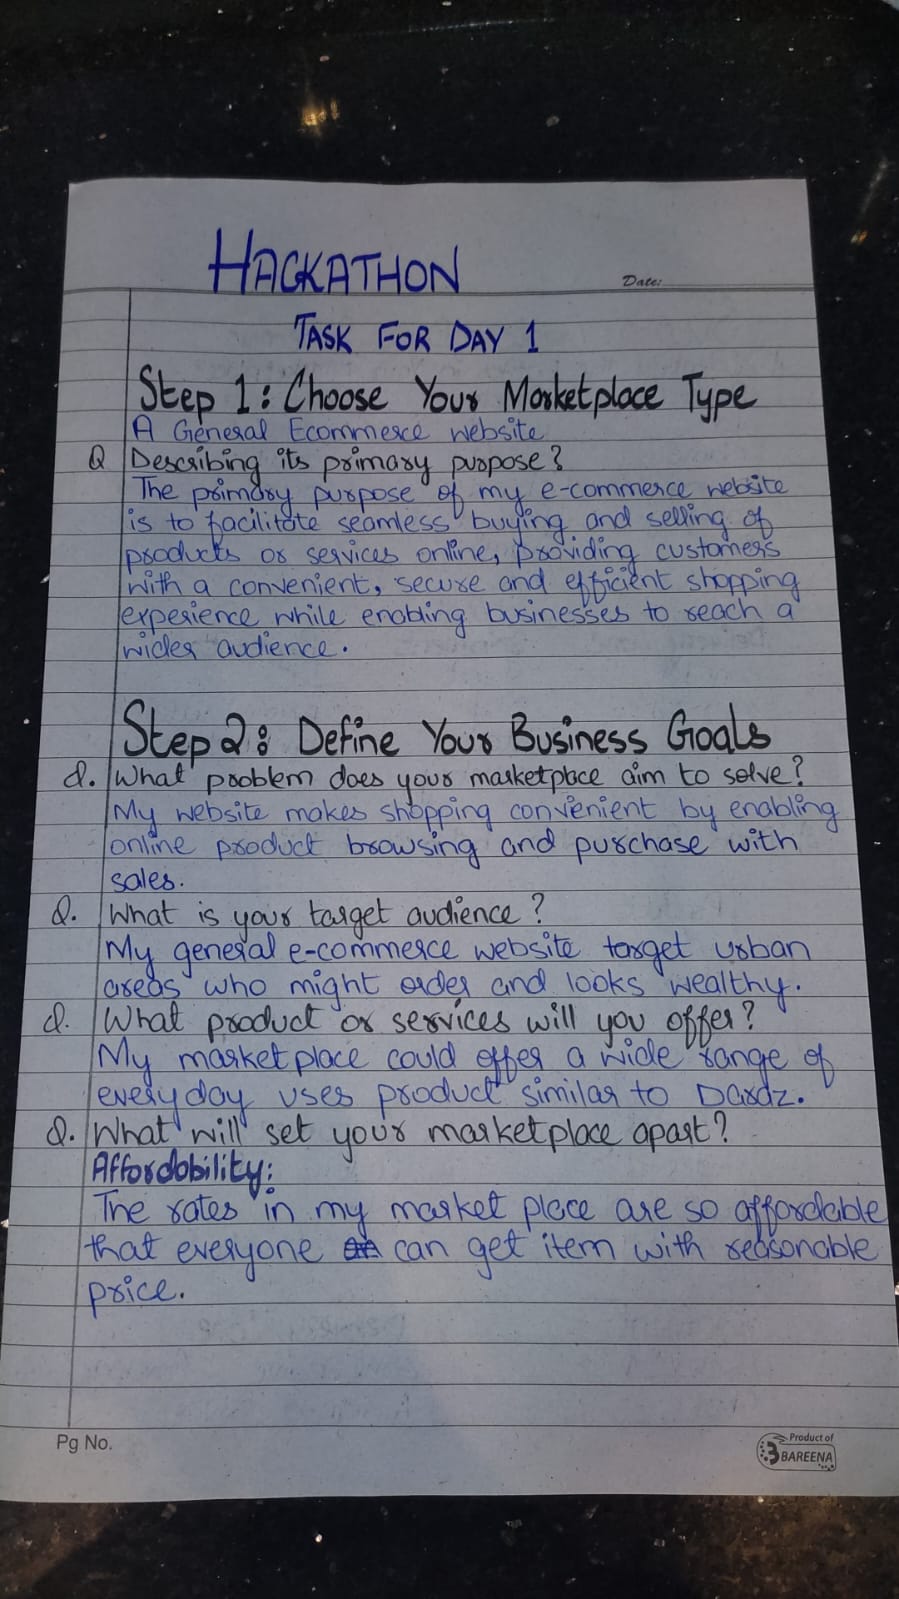 HACKATHON
Date:
TASK FOR DAY 1
Step 1: Choose Your Marketplace Type
A General Ecommerce website
Q Describing its primary purpose?
The primary purpose of my e-commerce website
is to facilitate seamless buying and selling of
products or services online, providing customers
with a convenient, secure and efficient shopping
experience while enabling businesses to reach a
wider audience.
Step 2: Define Your Business Goals
Q. What problem does your marketplace aim to solve?
My website makes shopping convenient by enabling
online product browsing and purchase with
sales.
Q. What is your target audience?
My general e-commerce website target urban
areas who might order and looks wealthy.
Q. What product or services will you offer?
My marketplace could offer a wide range of
everyday uses product similar to Dardz.
Q. What will set your marketplace apart?
Affordability:
The rates in my market place are so affordable
that everyone can get item with reasonable
price.
Pg No.
Product of
BAREENA